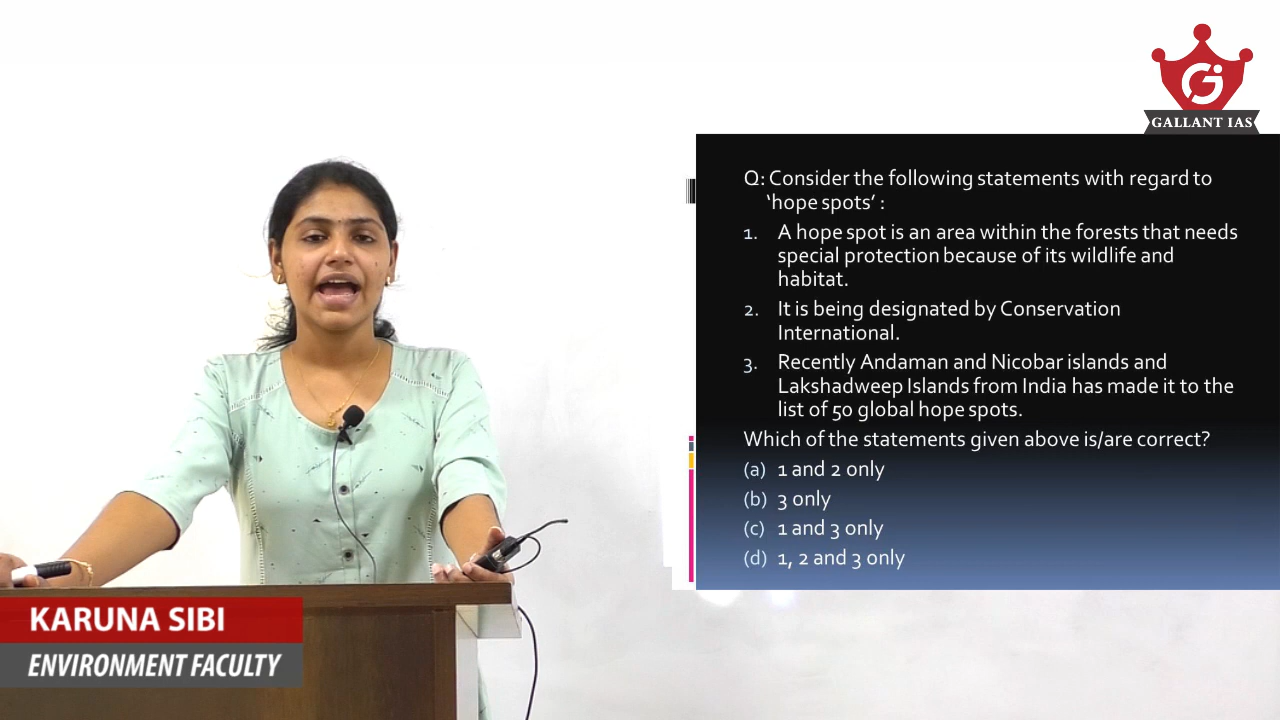 GALLANT IAS
Q: Consider the following statements with regard to
'hope spots' :
1. A hope spot is an area within the forests that needs
special protection because of its wildlife and
habitat.
2. It is being designated by Conservation
International.
3. Recently Andaman and Nicobar islands and
Lakshadweep Islands from India has made it to the
list of 50 global hope spots.
Which of the statements given above is/are correct?
(a) 1 and 2 only
(b) 3 only
(c) 1 and 3 only
(d) 1, 2 and 3 only
KARUNA SIBI
ENVIRONMENT FACULTY